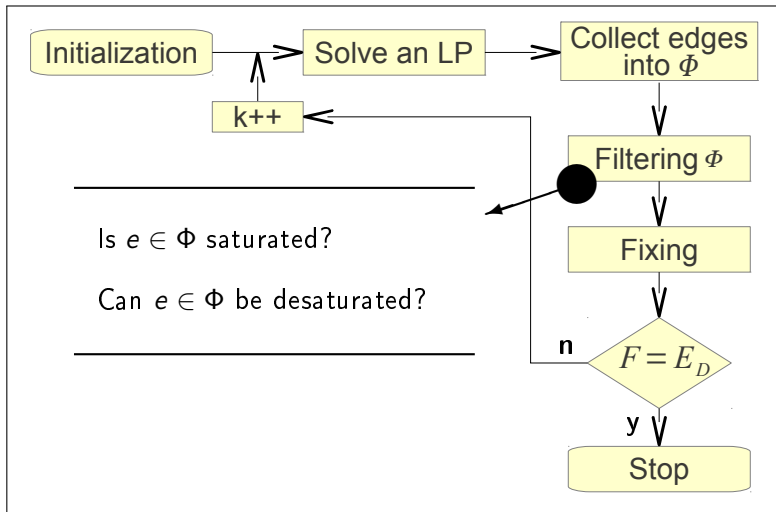 Initialization
Solve an LP
Collect edges
into Φ
k++
Filtering Φ
Is e ∈ Φ saturated?
Fixing
Can e ∈ Φ be desaturated?
n
F = E_D
y
Stop